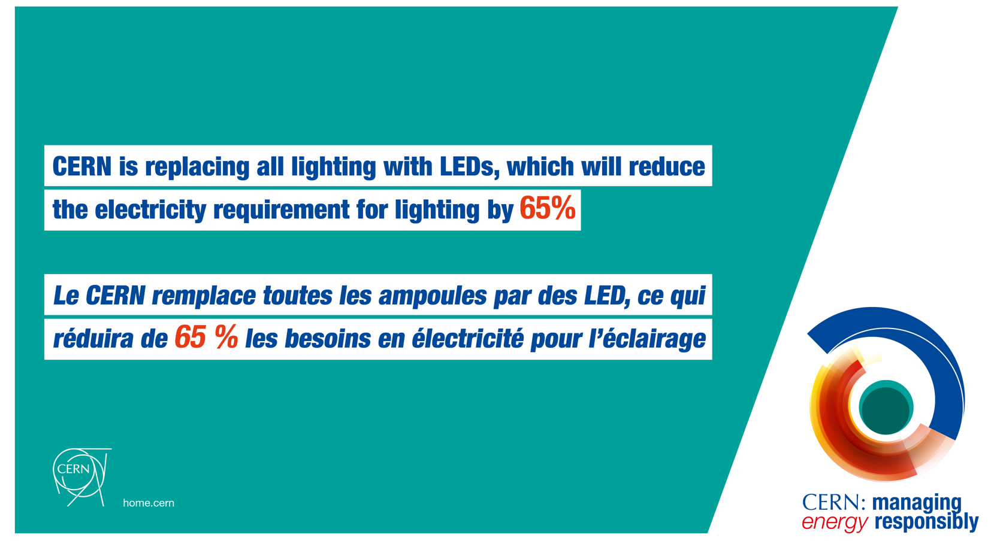 CERN is replacing all lighting with LEDs, which will reduce
the electricity requirement for lighting by 65%
Le CERN remplace toutes les ampoules par des LED, ce qui
réduira de 65 % les besoins en électricité pour l’éclairage
CERN
home.cern
CERN: managing
energy responsibly